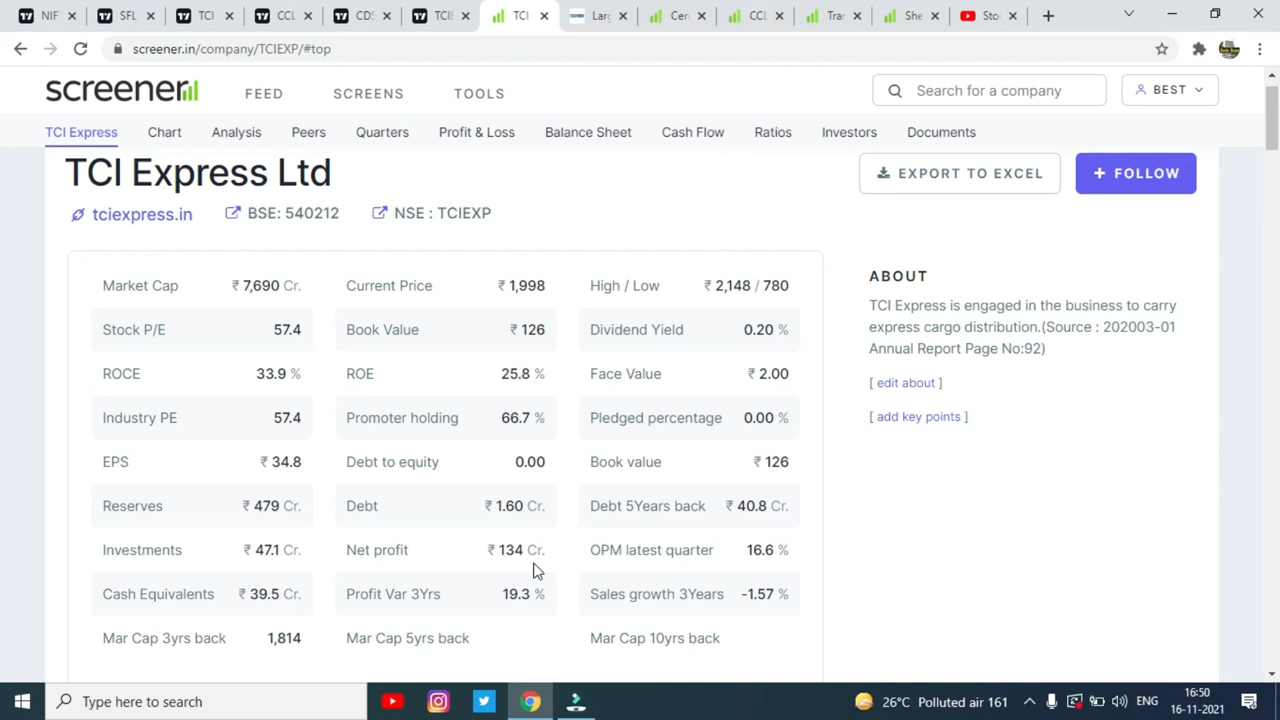 NIF
SFL
TCI
CCL
CDS
TCIE
TCI
Larg
Cen
CCL
Tran
She
Sto
screener.in/company/TCIEXP/#top
screener
FEED
SCREENS
TOOLS
Search for a company
BEST
TCI Express
Chart
Analysis
Peers
Quarters
Profit & Loss
Balance Sheet
Cash Flow
Ratios
Investors
Documents
TCI Express Ltd
EXPORT TO EXCEL
+ FOLLOW
tciexpress.in
BSE: 540212
NSE : TCIEXP
Market Cap ₹ 7,690 Cr.
Current Price ₹ 1,998
High / Low ₹ 2,148 / 780
Stock P/E 57.4
Book Value ₹ 126
Dividend Yield 0.20 %
ROCE 33.9 %
ROE 25.8 %
Face Value ₹ 2.00
Industry PE 57.4
Promoter holding 66.7 %
Pledged percentage 0.00 %
EPS ₹ 34.8
Debt to equity 0.00
Book value ₹ 126
Reserves ₹ 479 Cr.
Debt ₹ 1.60 Cr.
Debt 5Years back ₹ 40.8 Cr.
Investments ₹ 47.1 Cr.
Net profit ₹ 134 Cr.
OPM latest quarter 16.6 %
Cash Equivalents ₹ 39.5 Cr.
Profit Var 3Yrs 19.3 %
Sales growth 3Years -1.57 %
Mar Cap 3yrs back 1,814
Mar Cap 5yrs back
Mar Cap 10yrs back
ABOUT
TCI Express is engaged in the business to carry
express cargo distribution.(Source : 202003-01
Annual Report Page No:92)
[ edit about ]
[ add key points ]
Type here to search
26°C Polluted air 161
ENG
16:50
16-11-2021